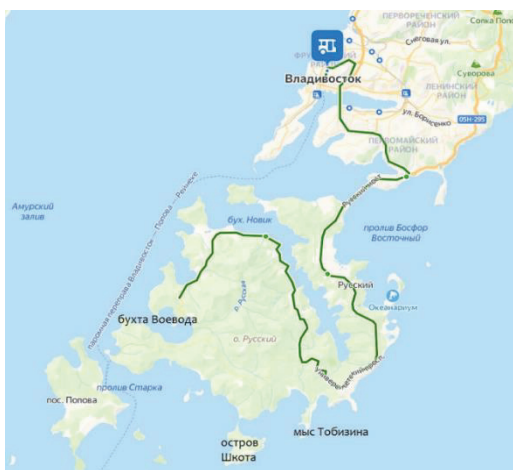 ПЕРВОРЕЧЕНСКИЙ
РАЙОН
Снеговая ул.
Сопка Поп
Суворова
Владивосток
ЛЕНИНСКИЙ
РАЙОН
ул. Борисенко
05Н-295
ПЕРВОМАЙСКИЙ
РАЙОН
Амурский
залив
паромная переправа Владивосток — Попова — Рейнеке
бух. Новик
пролив Босфор
Восточный
Русский
Океанариум
р. Русская
бухта Воевода
о. Русский
пролив Старка
пос. Попова
мыс Тобизина
остров
Шкота